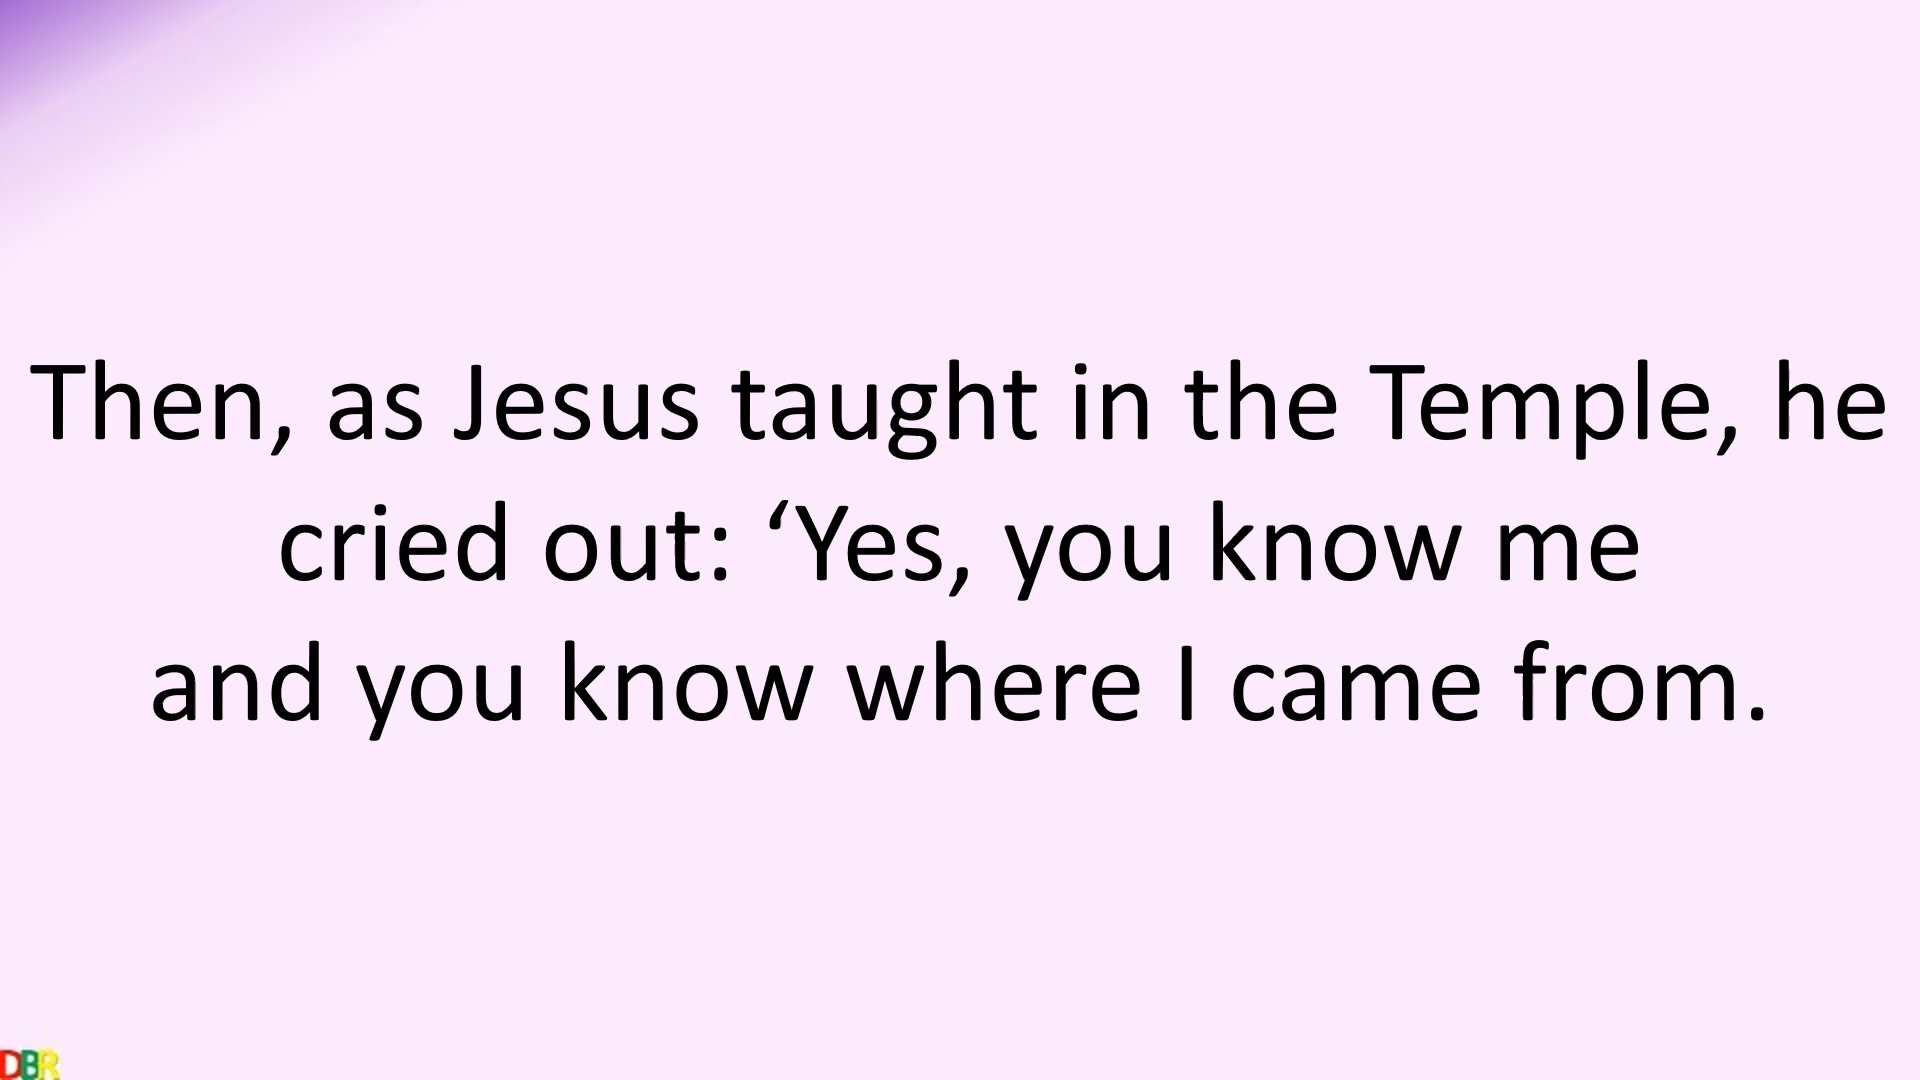 Then, as Jesus taught in the Temple, he
cried out: ‘Yes, you know me
and you know where I came from.
DBR